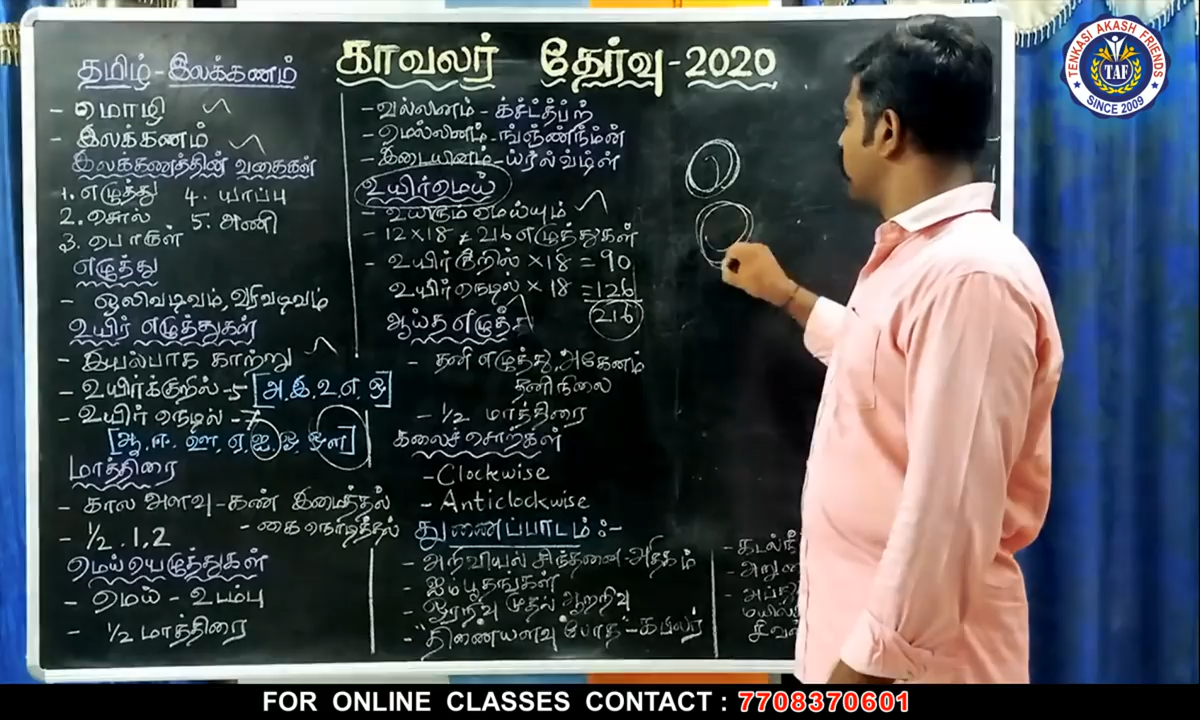 காவலர் தேர்வு-2020
தமிழ்-இலக்கணம்
- மொழி
- இலக்கணம்
இலக்கணத்தின் வகைகள்
1. எழுத்து 4. யாப்பு
2. சொல் 5. அணி
3. பொருள்
எழுத்து
- ஒலிவடிவம், வரிவடிவம்
உயிர் எழுத்துகள்
- இயல்பாக காற்று
- உயிர்க்குறில் -5 [அ.இ.உ.எ.ஒ]
- உயிர் நெடில் -7
[ஆ.ஈ.ஊ.ஏ.ஐ.ஓ.ஔ]
மாத்திரை
- கால அளவு - கண் இமைத்தல்
- கை நொடித்தல்
- ½ .1,2
மெய்யெழுத்துகள்
- மெய் - உடம்பு
- ½ மாத்திரை
- வல்லினம் - க்ச்ட்த்ப்ற்
- மெல்லினம் - ங்ஞ்ண்ந்ம்ன்
- இடையினம் - ய்ர்ல்வ்ழ்ள்
உயிர்மெய்
- உயிரும் மெய்யும்
- 12×18 = 216 எழுத்துகள்
- உயிர்குறில் ×18 = 90
உயிர் நெடில் ×18 = 126
216
ஆய்த எழுத்து
- தனி எழுத்து, அஃகேனம்
தனிநிலை
- ½ மாத்திரை
கலைச்சொற்கள்
- Clockwise
- Anticlockwise
துணைப்பாடம் :-
- அறிவியல் சிந்தனை -
- ஐம்பூதங்கள்
- ஓரறிவு முதல் ஆறறிவு
- "தினையளவு போதா" - கபிலர்
TENKASI AKASH FRIENDS
TAF
SINCE 2009
FOR ONLINE CLASSES CONTACT : 7708370601